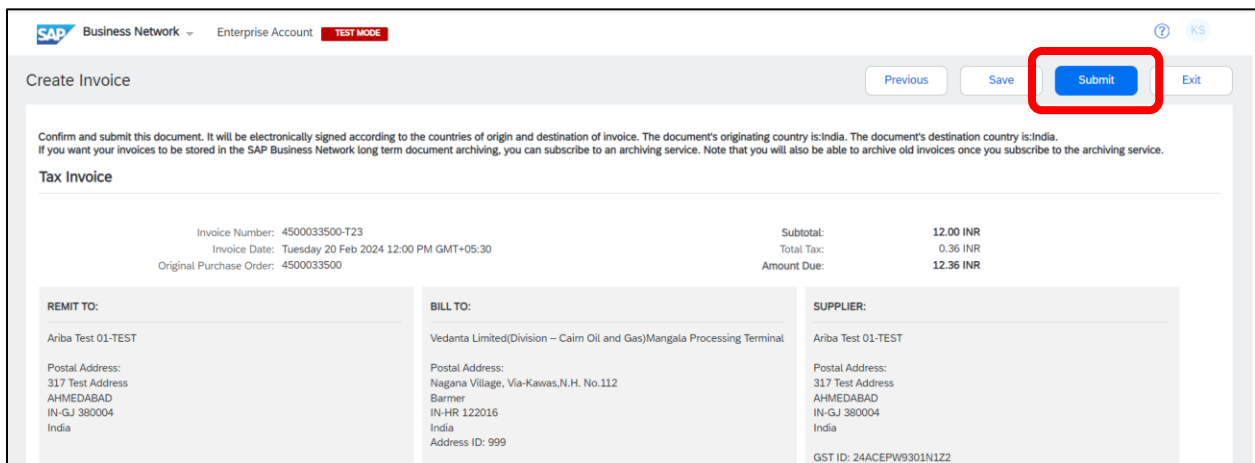 SAP Business Network Enterprise Account TEST MODE ? KS
Create Invoice Previous Save Submit Exit
Confirm and submit this document. It will be electronically signed according to the countries of origin and destination of invoice. The document's originating country is:India. The document's destination country is:India.
If you want your invoices to be stored in the SAP Business Network long term document archiving, you can subscribe to an archiving service. Note that you will also be able to archive old invoices once you subscribe to the archiving service.
Tax Invoice
Invoice Number: 4500033500-T23
Invoice Date: Tuesday 20 Feb 2024 12:00 PM GMT+05:30
Original Purchase Order: 4500033500
Subtotal: 12.00 INR
Total Tax: 0.36 INR
Amount Due: 12.36 INR
REMIT TO:
Ariba Test 01-TEST
Postal Address:
317 Test Address
AHMEDABAD
IN-GJ 380004
India
BILL TO:
Vedanta Limited(Division – Cairn Oil and Gas)Mangala Processing Terminal
Postal Address:
Nagana Village, Via-Kawas,N.H. No.112
Barmer
IN-HR 122016
India
Address ID: 999
SUPPLIER:
Ariba Test 01-TEST
Postal Address:
317 Test Address
AHMEDABAD
IN-GJ 380004
India
GST ID: 24ACEPW9301N1Z2